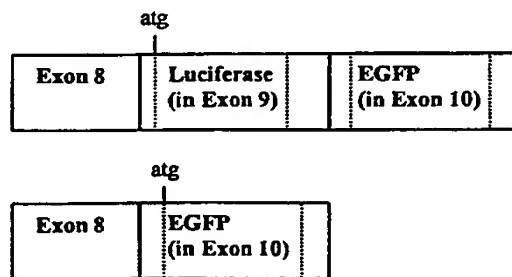 atg
Exon 8
Luciferase
(in Exon 9)
EGFP
(in Exon 10)
atg
Exon 8
EGFP
(in Exon 10)